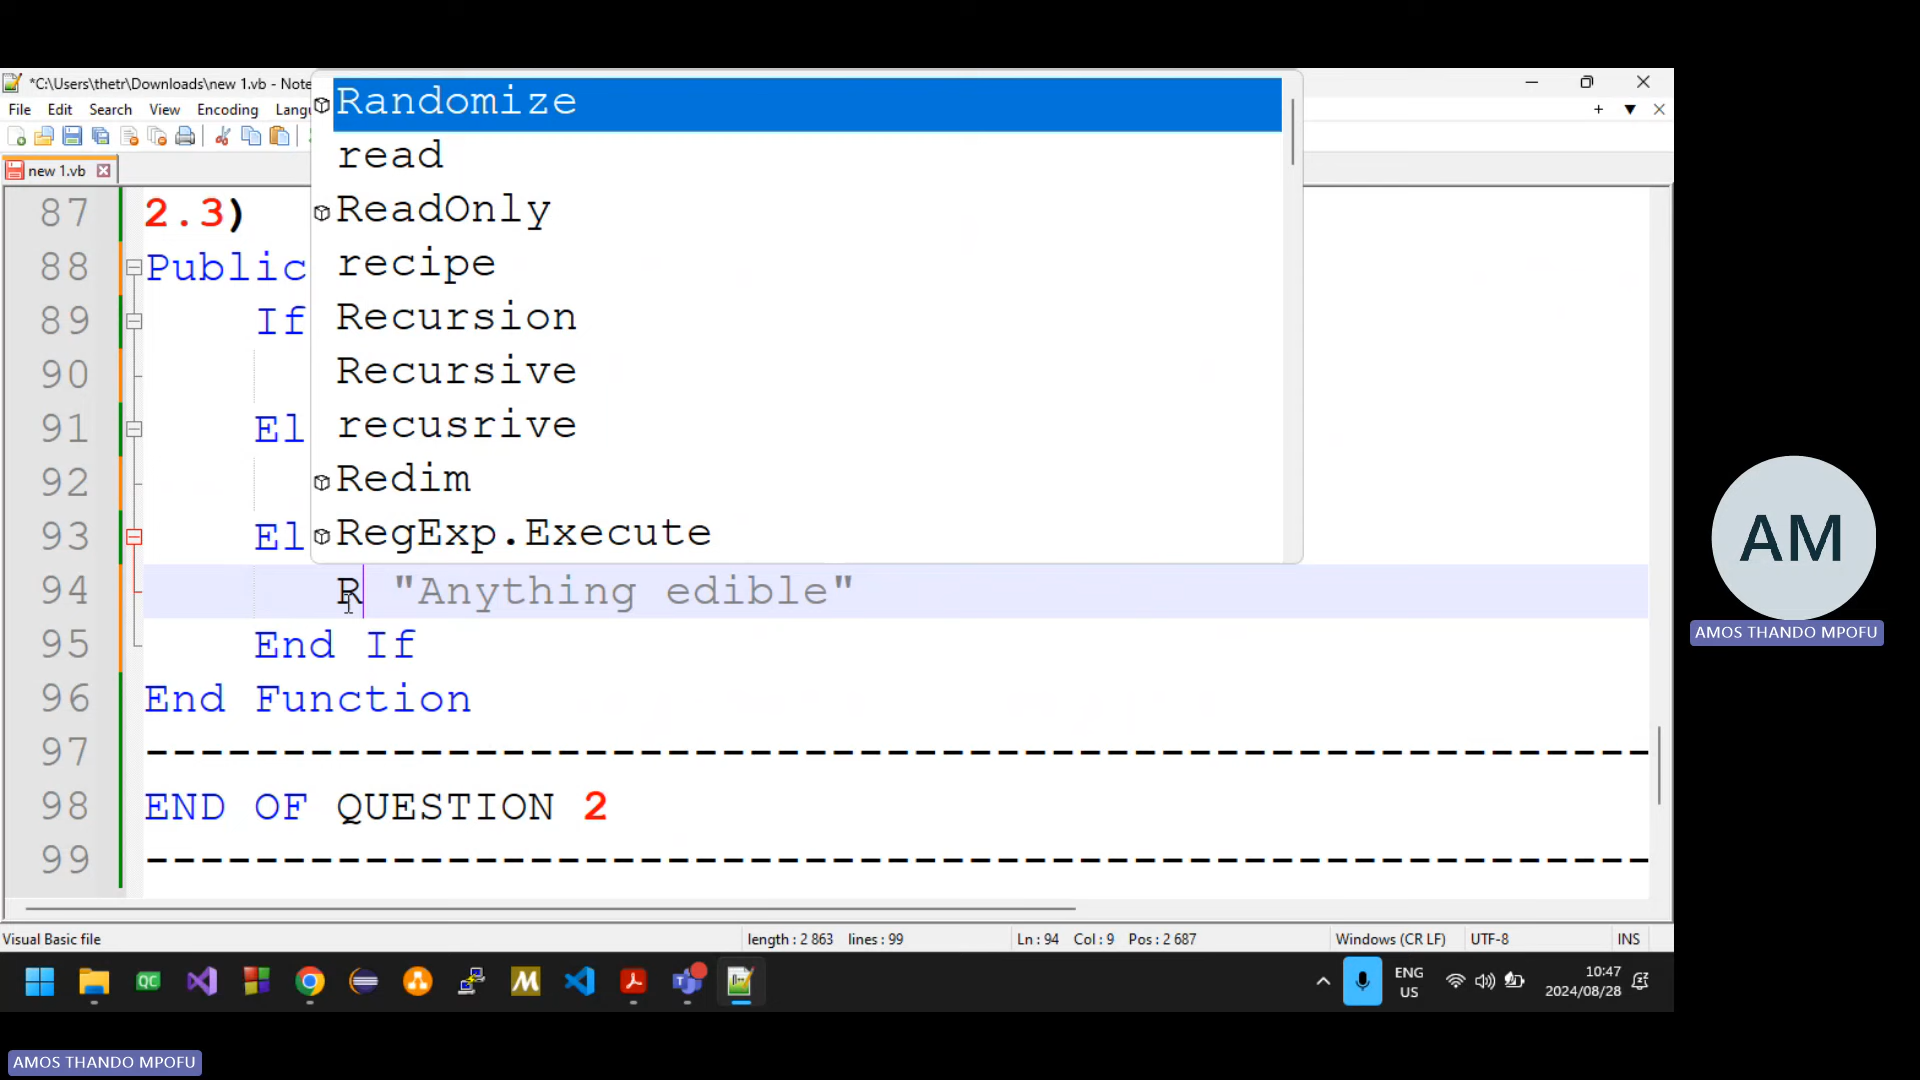 *C:\Users\thetr\Downloads\new 1.vb - Note
File Edit Search View Encoding Langu
new 1.vb
Randomize
read
ReadOnly
recipe
Recursion
Recursive
recusrive
Redim
RegExp.Execute
87 2.3)
88 Public
89 If
90
91 El
92
93 El
94 R "Anything edible"
95 End If
96 End Function
97 ---------------------------------------------------------
98 END OF QUESTION 2
99 ---------------------------------------------------------
Visual Basic file length : 2 863 lines : 99 Ln : 94 Col : 9 Pos : 2 687 Windows (CR LF) UTF-8 INS
QC
ENG
US
10:47
2024/08/28
AM
AMOS THANDO MPOFU
AMOS THANDO MPOFU